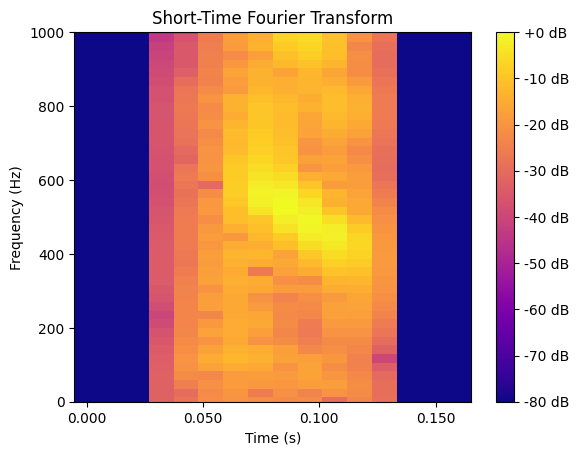 Short-Time Fourier Transform
1000
800
600
400
200
0
Frequency (Hz)
0.000
0.050
0.100
0.150
Time (s)
+0 dB
-10 dB
-20 dB
-30 dB
-40 dB
-50 dB
-60 dB
-70 dB
-80 dB